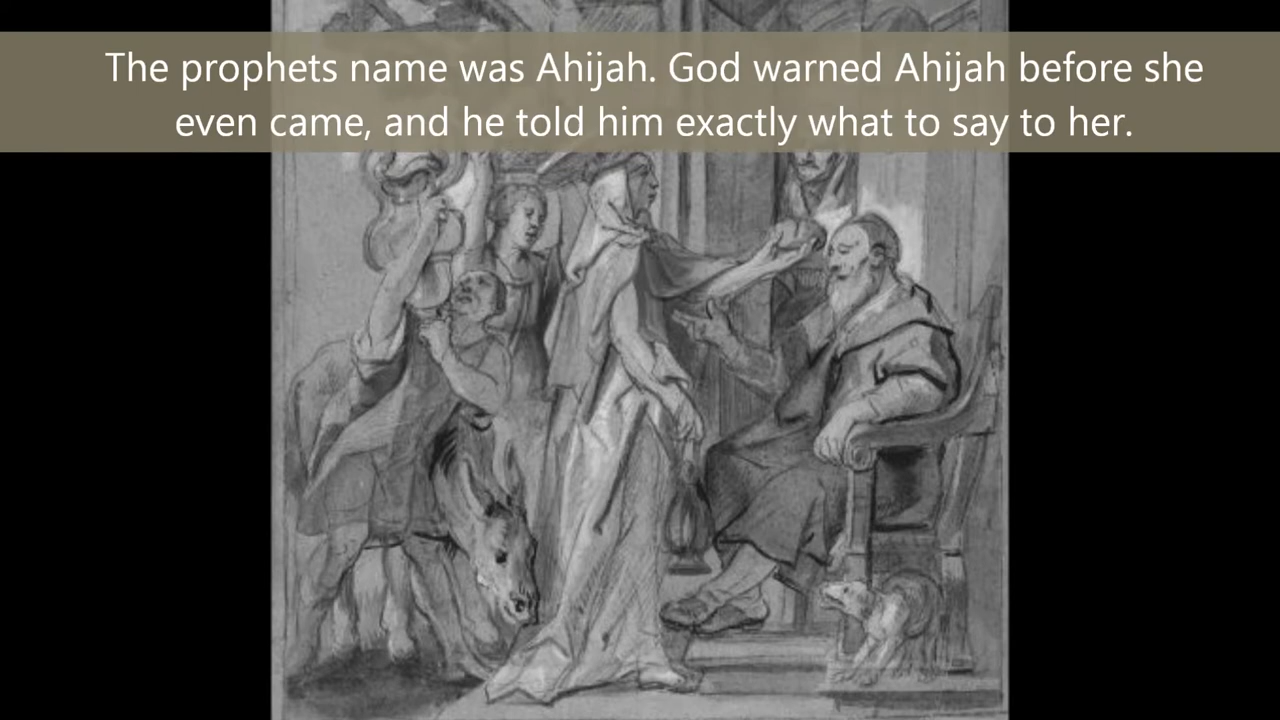 The prophets name was Ahijah. God warned Ahijah before she
even came, and he told him exactly what to say to her.